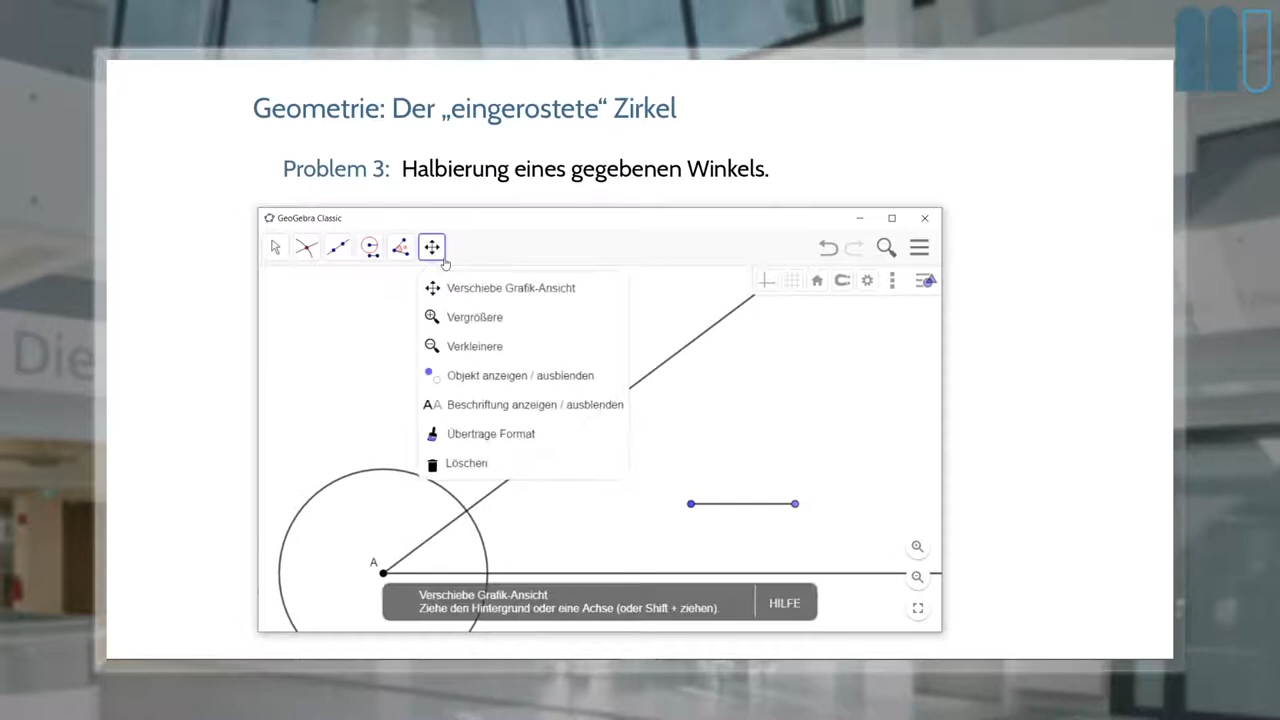 Geometrie: Der „eingerostete“ Zirkel
Problem 3: Halbierung eines gegebenen Winkels.
GeoGebra Classic
Verschiebe Grafik-Ansicht
Vergrößere
Verkleinere
Objekt anzeigen / ausblenden
AA Beschriftung anzeigen / ausblenden
Übertrage Format
Löschen
Die
A
Verschiebe Grafik-Ansicht
Ziehe den Hintergrund oder eine Achse (oder Shift + ziehen).
HILFE